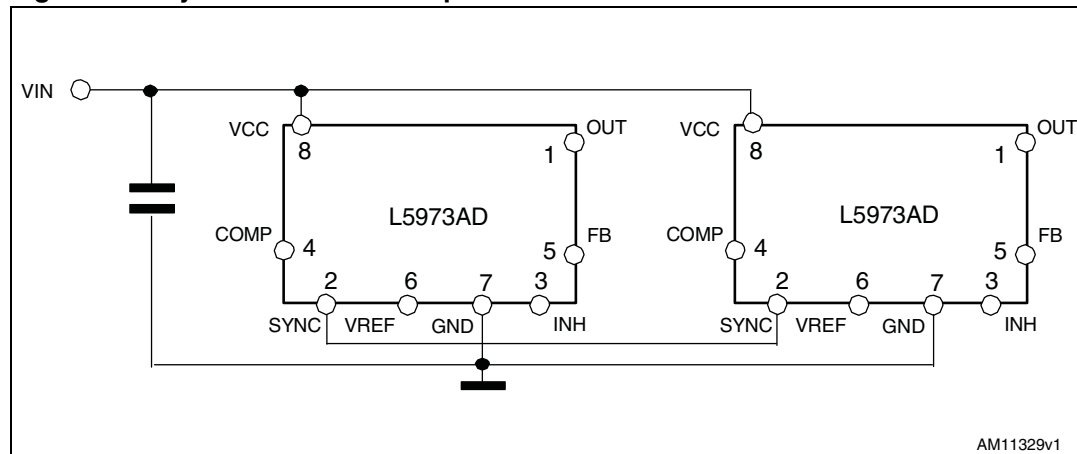 VIN
VCC
8
OUT
1
L5973AD
COMP
4
FB
5
2
6
7
3
SYNC
VREF
GND
INH
VCC
8
OUT
1
L5973AD
COMP
4
FB
5
2
6
7
3
SYNC
VREF
GND
INH
AM11329v1